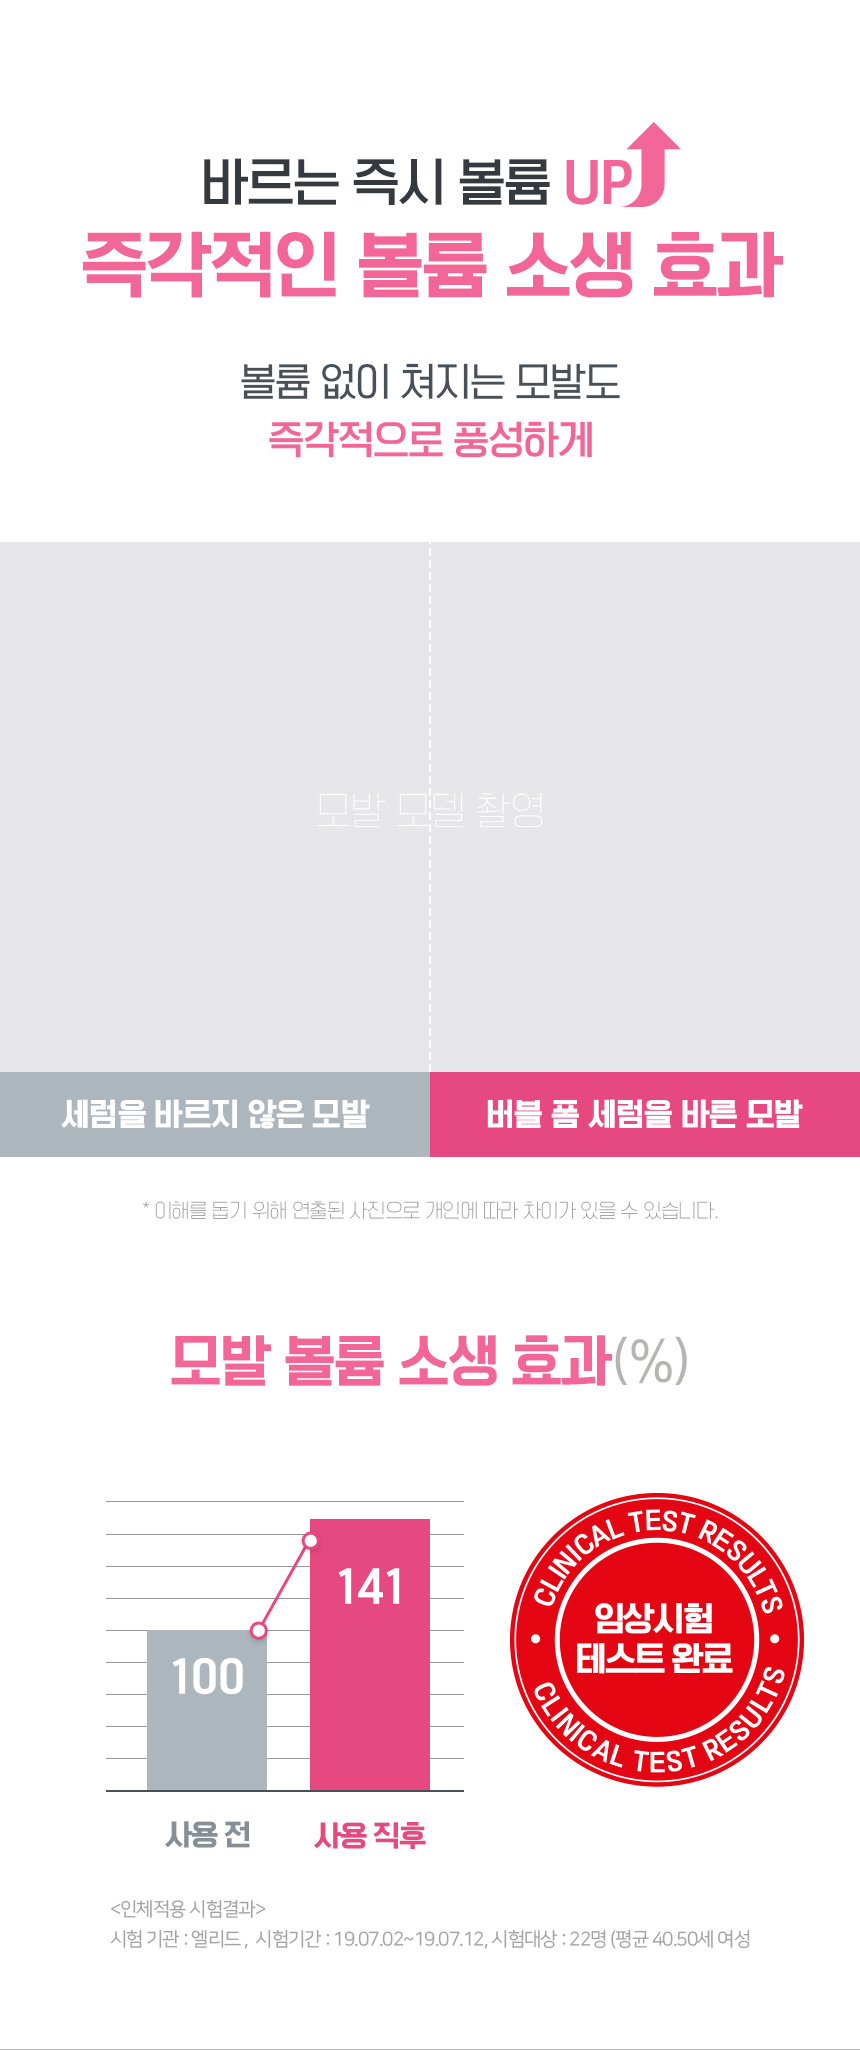 바르는 즉시 볼륨 UP
즉각적인 볼륨 소생 효과
볼륨 없이 쳐지는 모발도
즉각적으로 풍성하게
모발 모델 촬영
세럼을 바르지 않은 모발
버블 폼 세럼을 바른 모발
* 이해를 돕기 위해 연출된 사진으로 개인에 따라 차이가 있을 수 있습니다.
모발 볼륨 소생 효과(%)
100
141
사용 전
사용 직후
CLINICAL TEST RESULTS
임상시험
테스트 완료
CLINICAL TEST RESULTS
<인체적용 시험결과>
시험 기관 : 엘리드 , 시험기간 : 19.07.02~19.07.12, 시험대상 : 22명 (평균 40.50세 여성